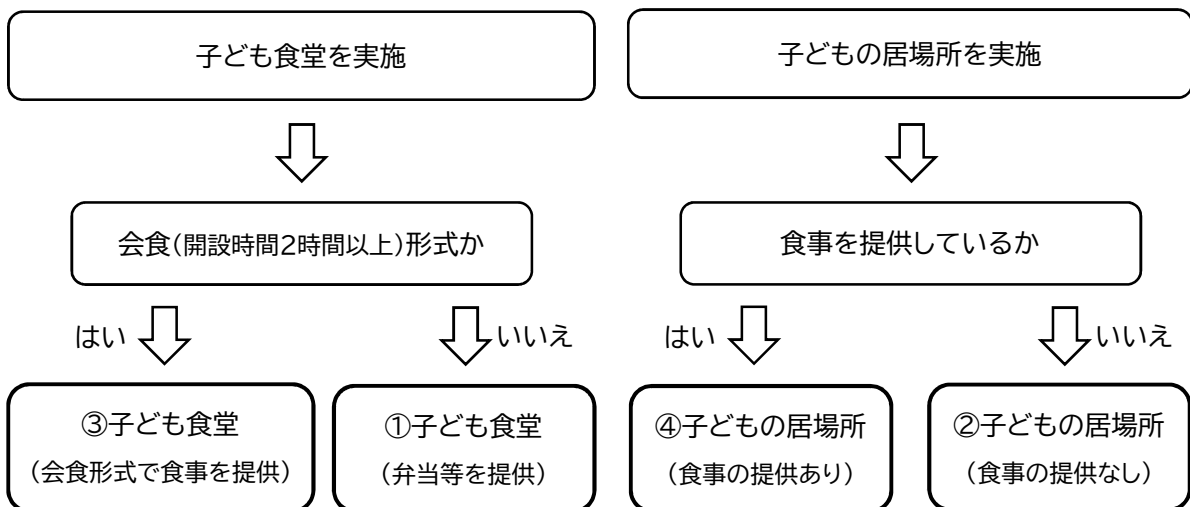 子ども食堂を実施
子どもの居場所を実施
会食(開設時間2時間以上)形式か
食事を提供しているか
はい
いいえ
はい
いいえ
③子ども食堂
(会食形式で食事を提供)
①子ども食堂
(弁当等を提供)
④子どもの居場所
(食事の提供あり)
②子どもの居場所
(食事の提供なし)